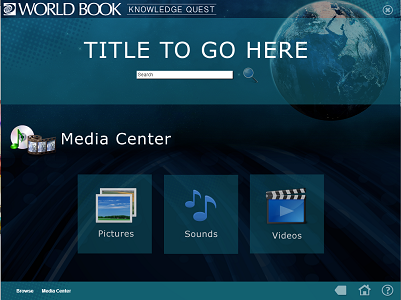 WORLD BOOK KNOWLEDGE QUEST
TITLE TO GO HERE
Search
Media Center
Pictures Sounds Videos
Browse Media Center
?